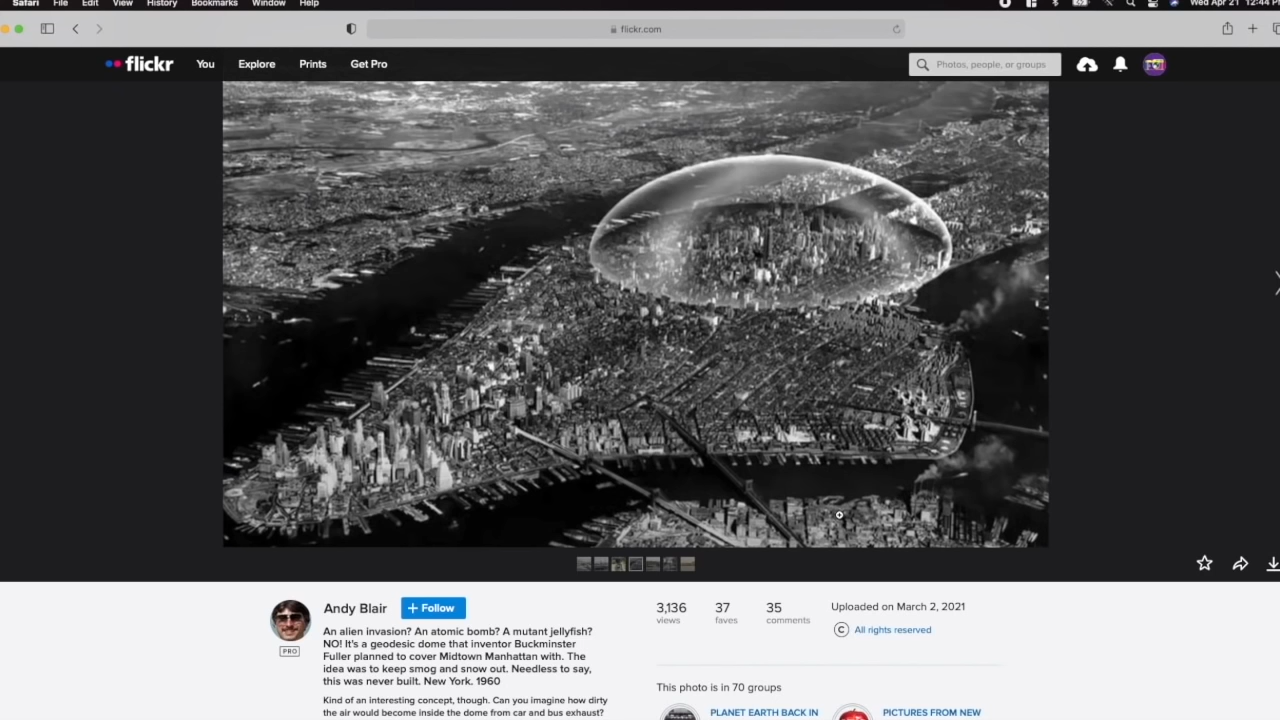 Safari File Edit View History Bookmarks Window Help Wed Apr 21 12:44
flickr.com
flickr You Explore Prints Get Pro Photos, people, or groups
Andy Blair + Follow
PRO
An alien invasion? An atomic bomb? A mutant jellyfish?
NO! It's a geodesic dome that inventor Buckminster
Fuller planned to cover Midtown Manhattan with. The
idea was to keep smog and snow out. Needless to say,
this was never built. New York. 1960
Kind of an interesting concept, though. Can you imagine how dirty
the air would become inside the dome from car and bus exhaust?
3,136 37 35 Uploaded on March 2, 2021
views faves comments
C All rights reserved
This photo is in 70 groups
PLANET EARTH BACK IN PICTURES FROM NEW